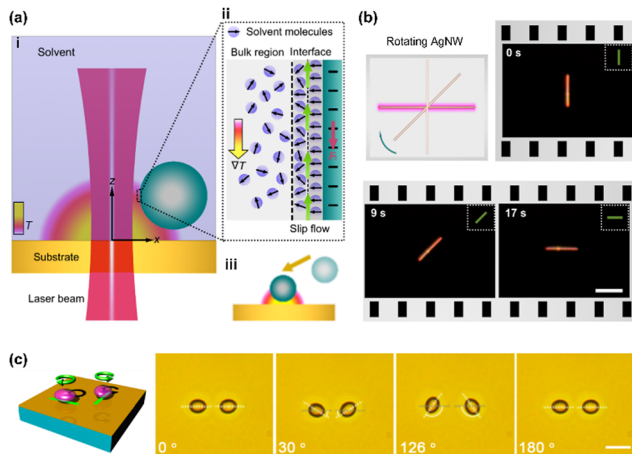 (a)
i
Solvent
T
z
x
Substrate
Laser beam
ii
Solvent molecules
Bulk region
Interface
∇T
Slip flow
iii
(b)
Rotating AgNW
0 s
9 s
17 s
(c)
0 °
30 °
126 °
180 °